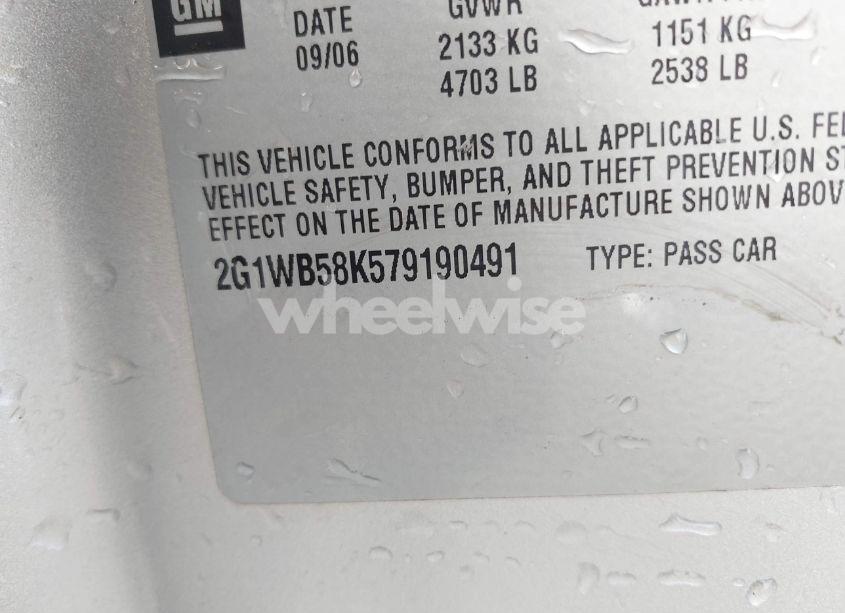 GM
DATE GVWR
09/06 2133 KG 1151 KG
4703 LB 2538 LB
THIS VEHICLE CONFORMS TO ALL APPLICABLE U.S.
VEHICLE SAFETY, BUMPER, AND THEFT PREVENTION
EFFECT ON THE DATE OF MANUFACTURE SHOWN
2G1WB58K579190491 TYPE: PASS CAR
wheelwise